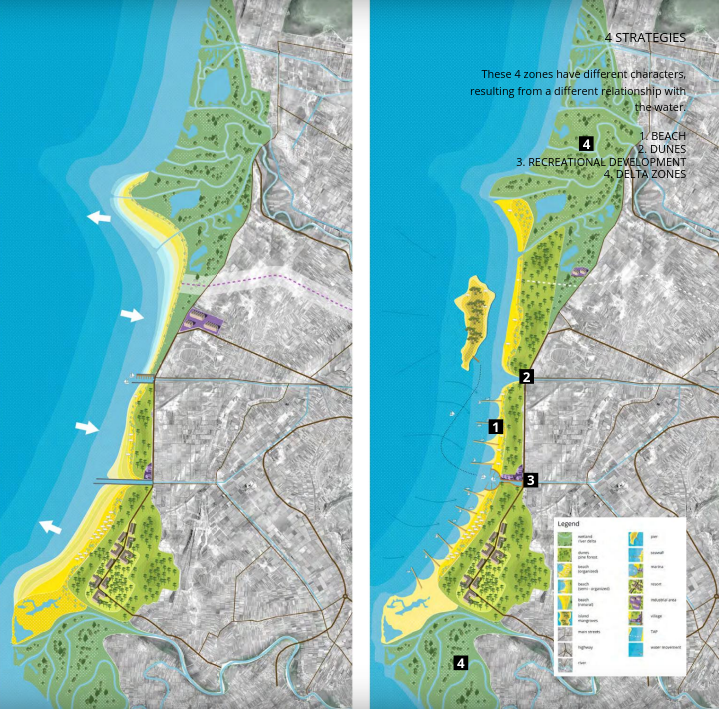 4 STRATEGIES
These 4 zones have different characters,
resulting from a different relationship with
the water.
1. BEACH
2. DUNES
3. RECREATIONAL DEVELOPMENT
4. DELTA ZONES
4
2
1
3
4
Legend
wetland
river delta
dunes
pine forest
beach
(organized)
beach
(semi - organized)
beach
(natural)
island
mangroves
main streets
highway
river
pier
seawall
marina
resort
industrial area
village
TAP
water movement